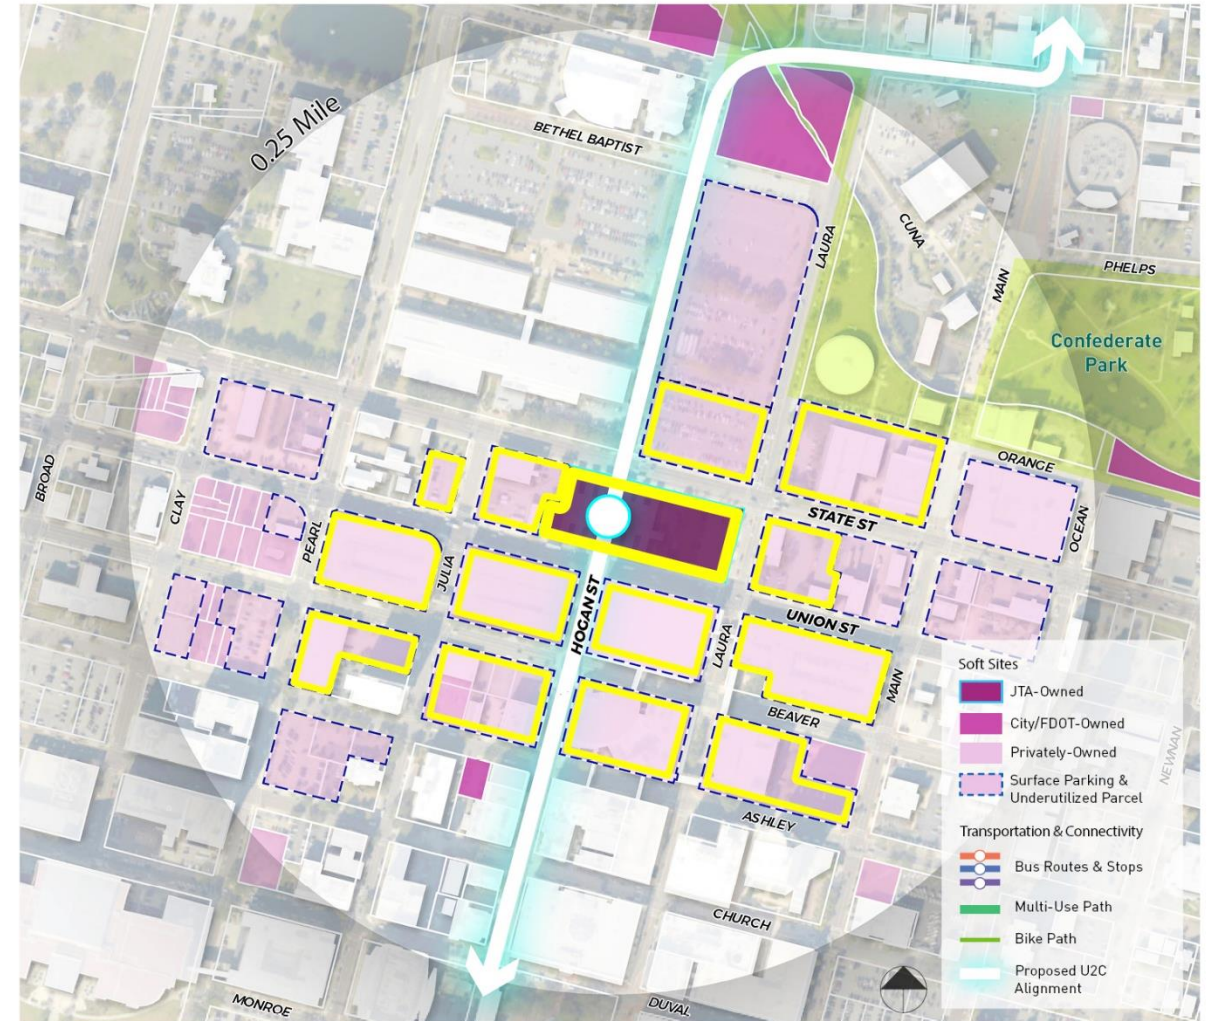 0.25 Mile
BETHEL BAPTIST
LAURA
CUNA
MAIN
PHELPS
Confederate
Park
ORANGE
BROAD
CLAY
PEARL
JULIA
HOGAN ST
STATE ST
OCEAN
UNION ST
LAURA
MAIN
BEAVER
NEWNAN
ASHLEY
CHURCH
MONROE
DUVAL
Soft Sites
JTA-Owned
City/FDOT-Owned
Privately-Owned
Surface Parking &
Underutilized Parcel
Transportation & Connectivity
Bus Routes & Stops
Multi-Use Path
Bike Path
Proposed U2C
Alignment